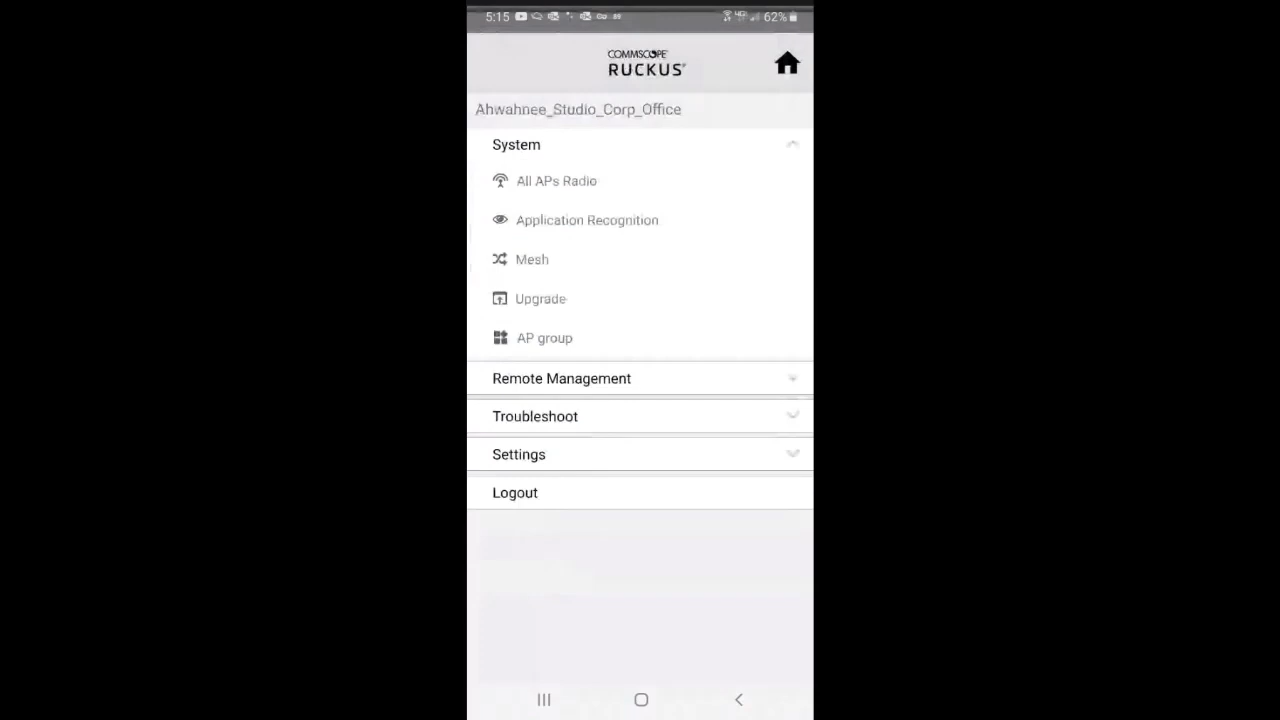 5:15 62%
COMMSCOPE
RUCKUS
Ahwahnee_Studio_Corp_Office
System
All APs Radio
Application Recognition
Mesh
Upgrade
AP group
Remote Management
Troubleshoot
Settings
Logout